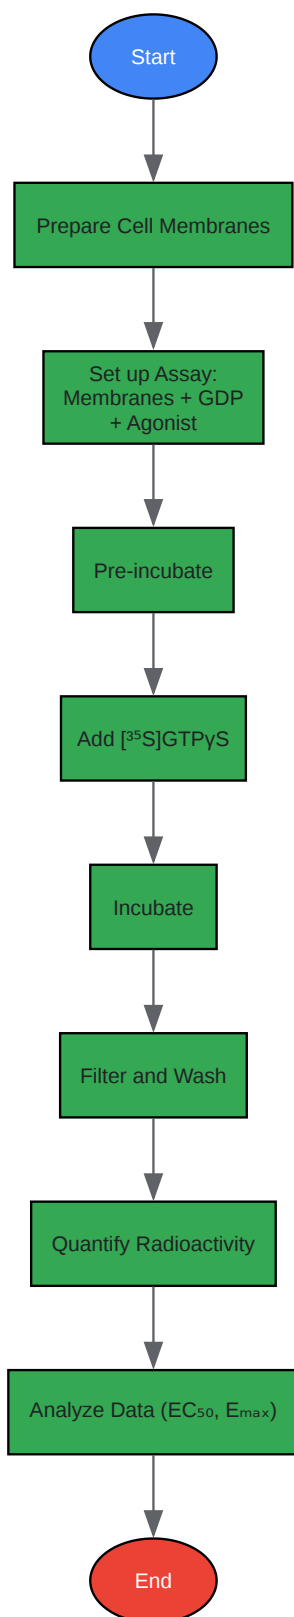 Start
Prepare Cell Membranes
Set up Assay:
Membranes + GDP
+ Agonist
Pre-incubate
Add [³⁵S]GTPγS
Incubate
Filter and Wash
Quantify Radioactivity
Analyze Data (EC₅₀, Eₘₐₓ)
End